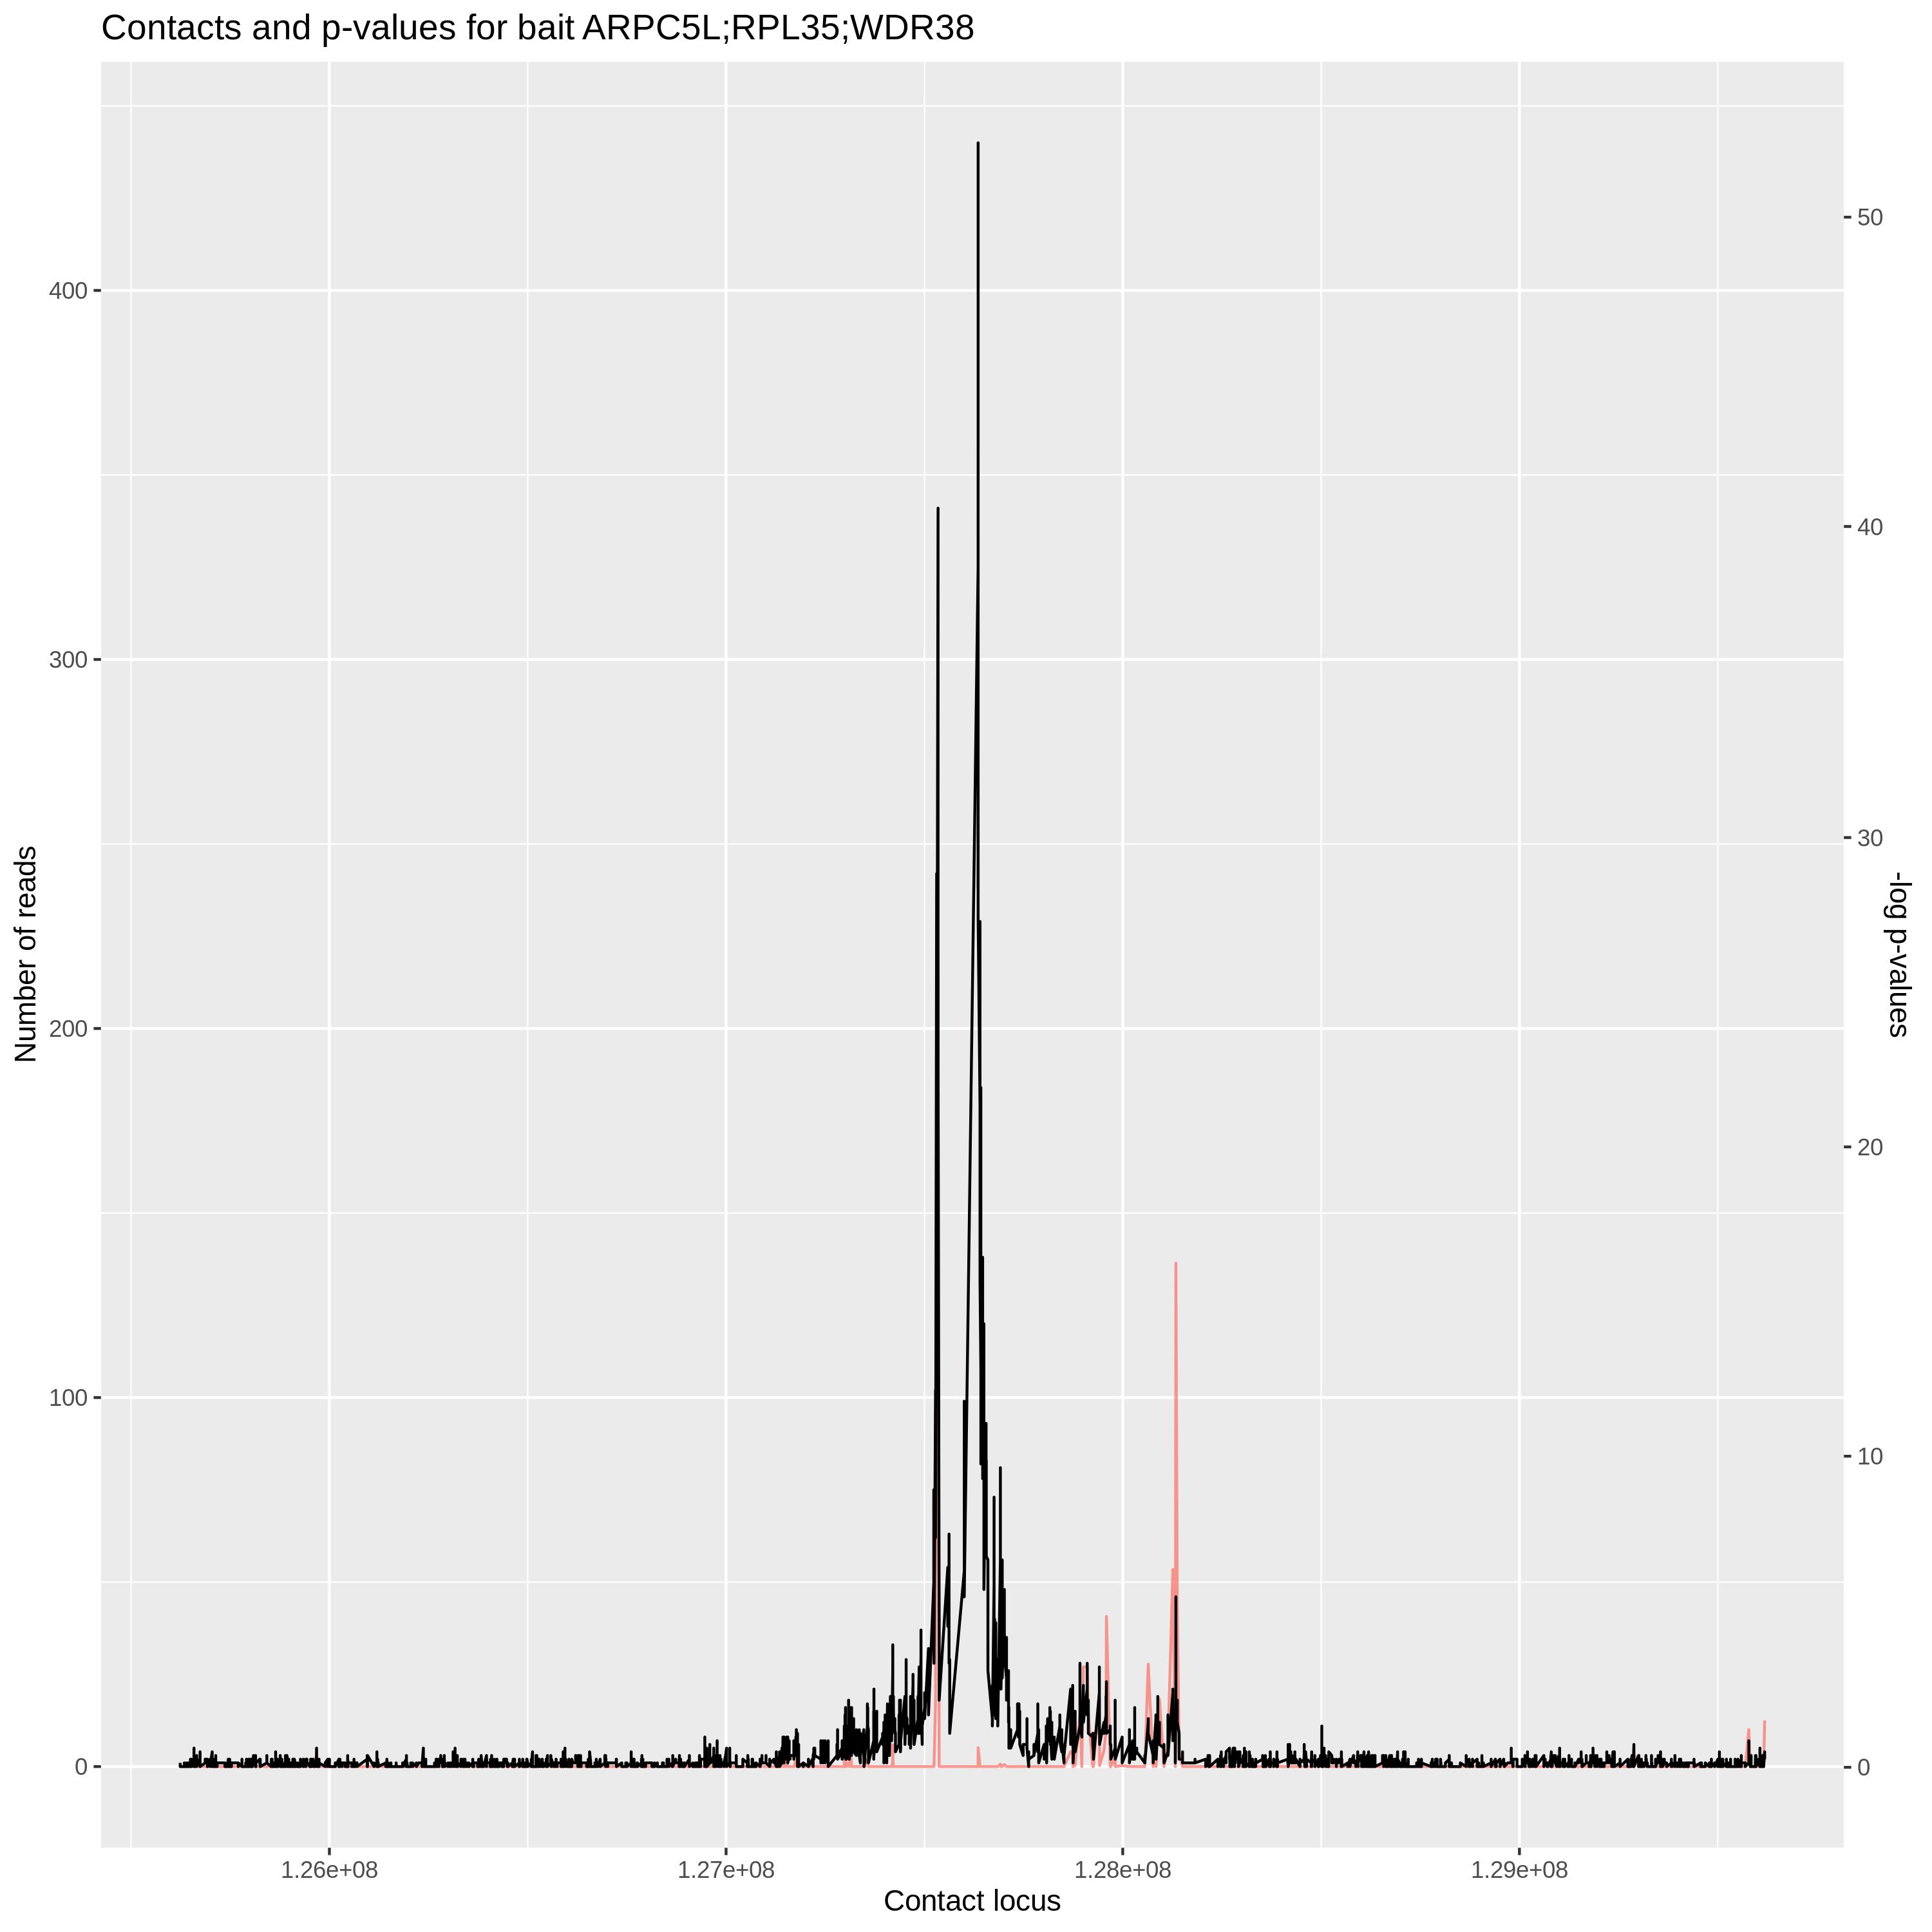 Contacts and p-values for bait ARPC5L;RPL35;WDR38
Number of reads
400
300
200
100
0
50
40
30
20
10
0
-log p-values
1.26e+08
1.27e+08
1.28e+08
1.29e+08
Contact locus